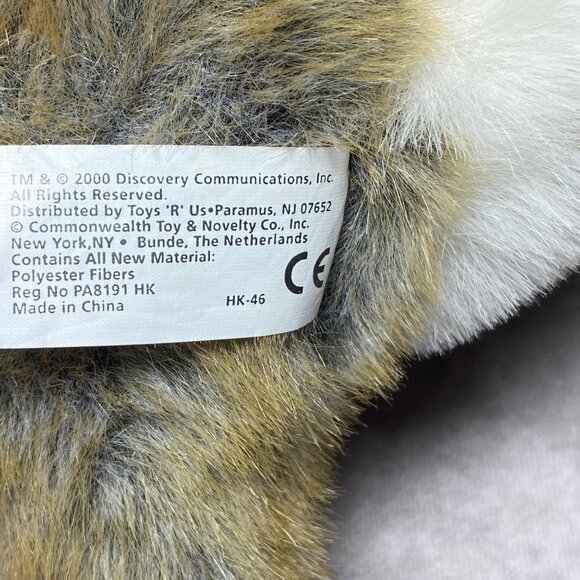 TM & © 2000 Discovery Communications, Inc.
All Rights Reserved.
Distributed by Toys 'R' Us•Paramus, NJ 07652
© Commonwealth Toy & Novelty Co., Inc.
New York,NY • Bunde, The Netherlands
Contains All New Material:
Polyester Fibers
Reg No PA8191 HK
Made in China
HK-46
CE